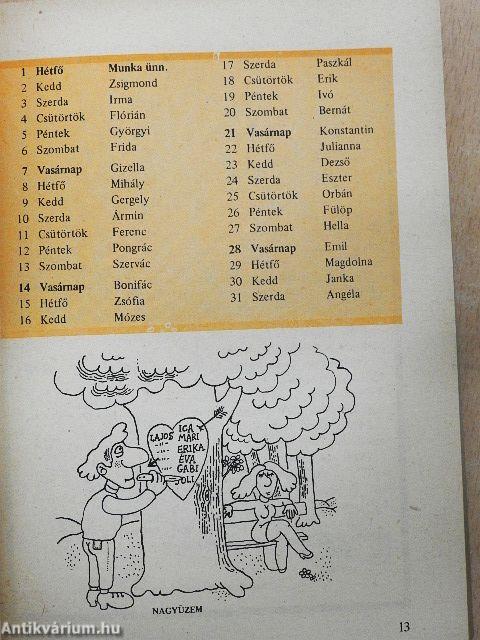 1 Hétfő Munka ünn.
2 Kedd Zsigmond
3 Szerda Irma
4 Csütörtök Flórián
5 Péntek Györgyi
6 Szombat Frida
7 Vasárnap Gizella
8 Hétfő Mihály
9 Kedd Gergely
10 Szerda Ármin
11 Csütörtök Ferenc
12 Péntek Pongrác
13 Szombat Szervác
14 Vasárnap Bonifác
15 Hétfő Zsófia
16 Kedd Mózes
17 Szerda Paszkál
18 Csütörtök Erik
19 Péntek Ivó
20 Szombat Bernát
21 Vasárnap Konstantin
22 Hétfő Julianna
23 Kedd Dezső
24 Szerda Eszter
25 Csütörtök Orbán
26 Péntek Fülöp
27 Szombat Hella
28 Vasárnap Emil
29 Hétfő Magdolna
30 Kedd Janka
31 Szerda Angéla
LAJOS IGA
-"- MARI
-"- ERIKA
-"- ÉVA
-"- GABI
OLI
NAGYÜZEM
13
Antikvárium.hu